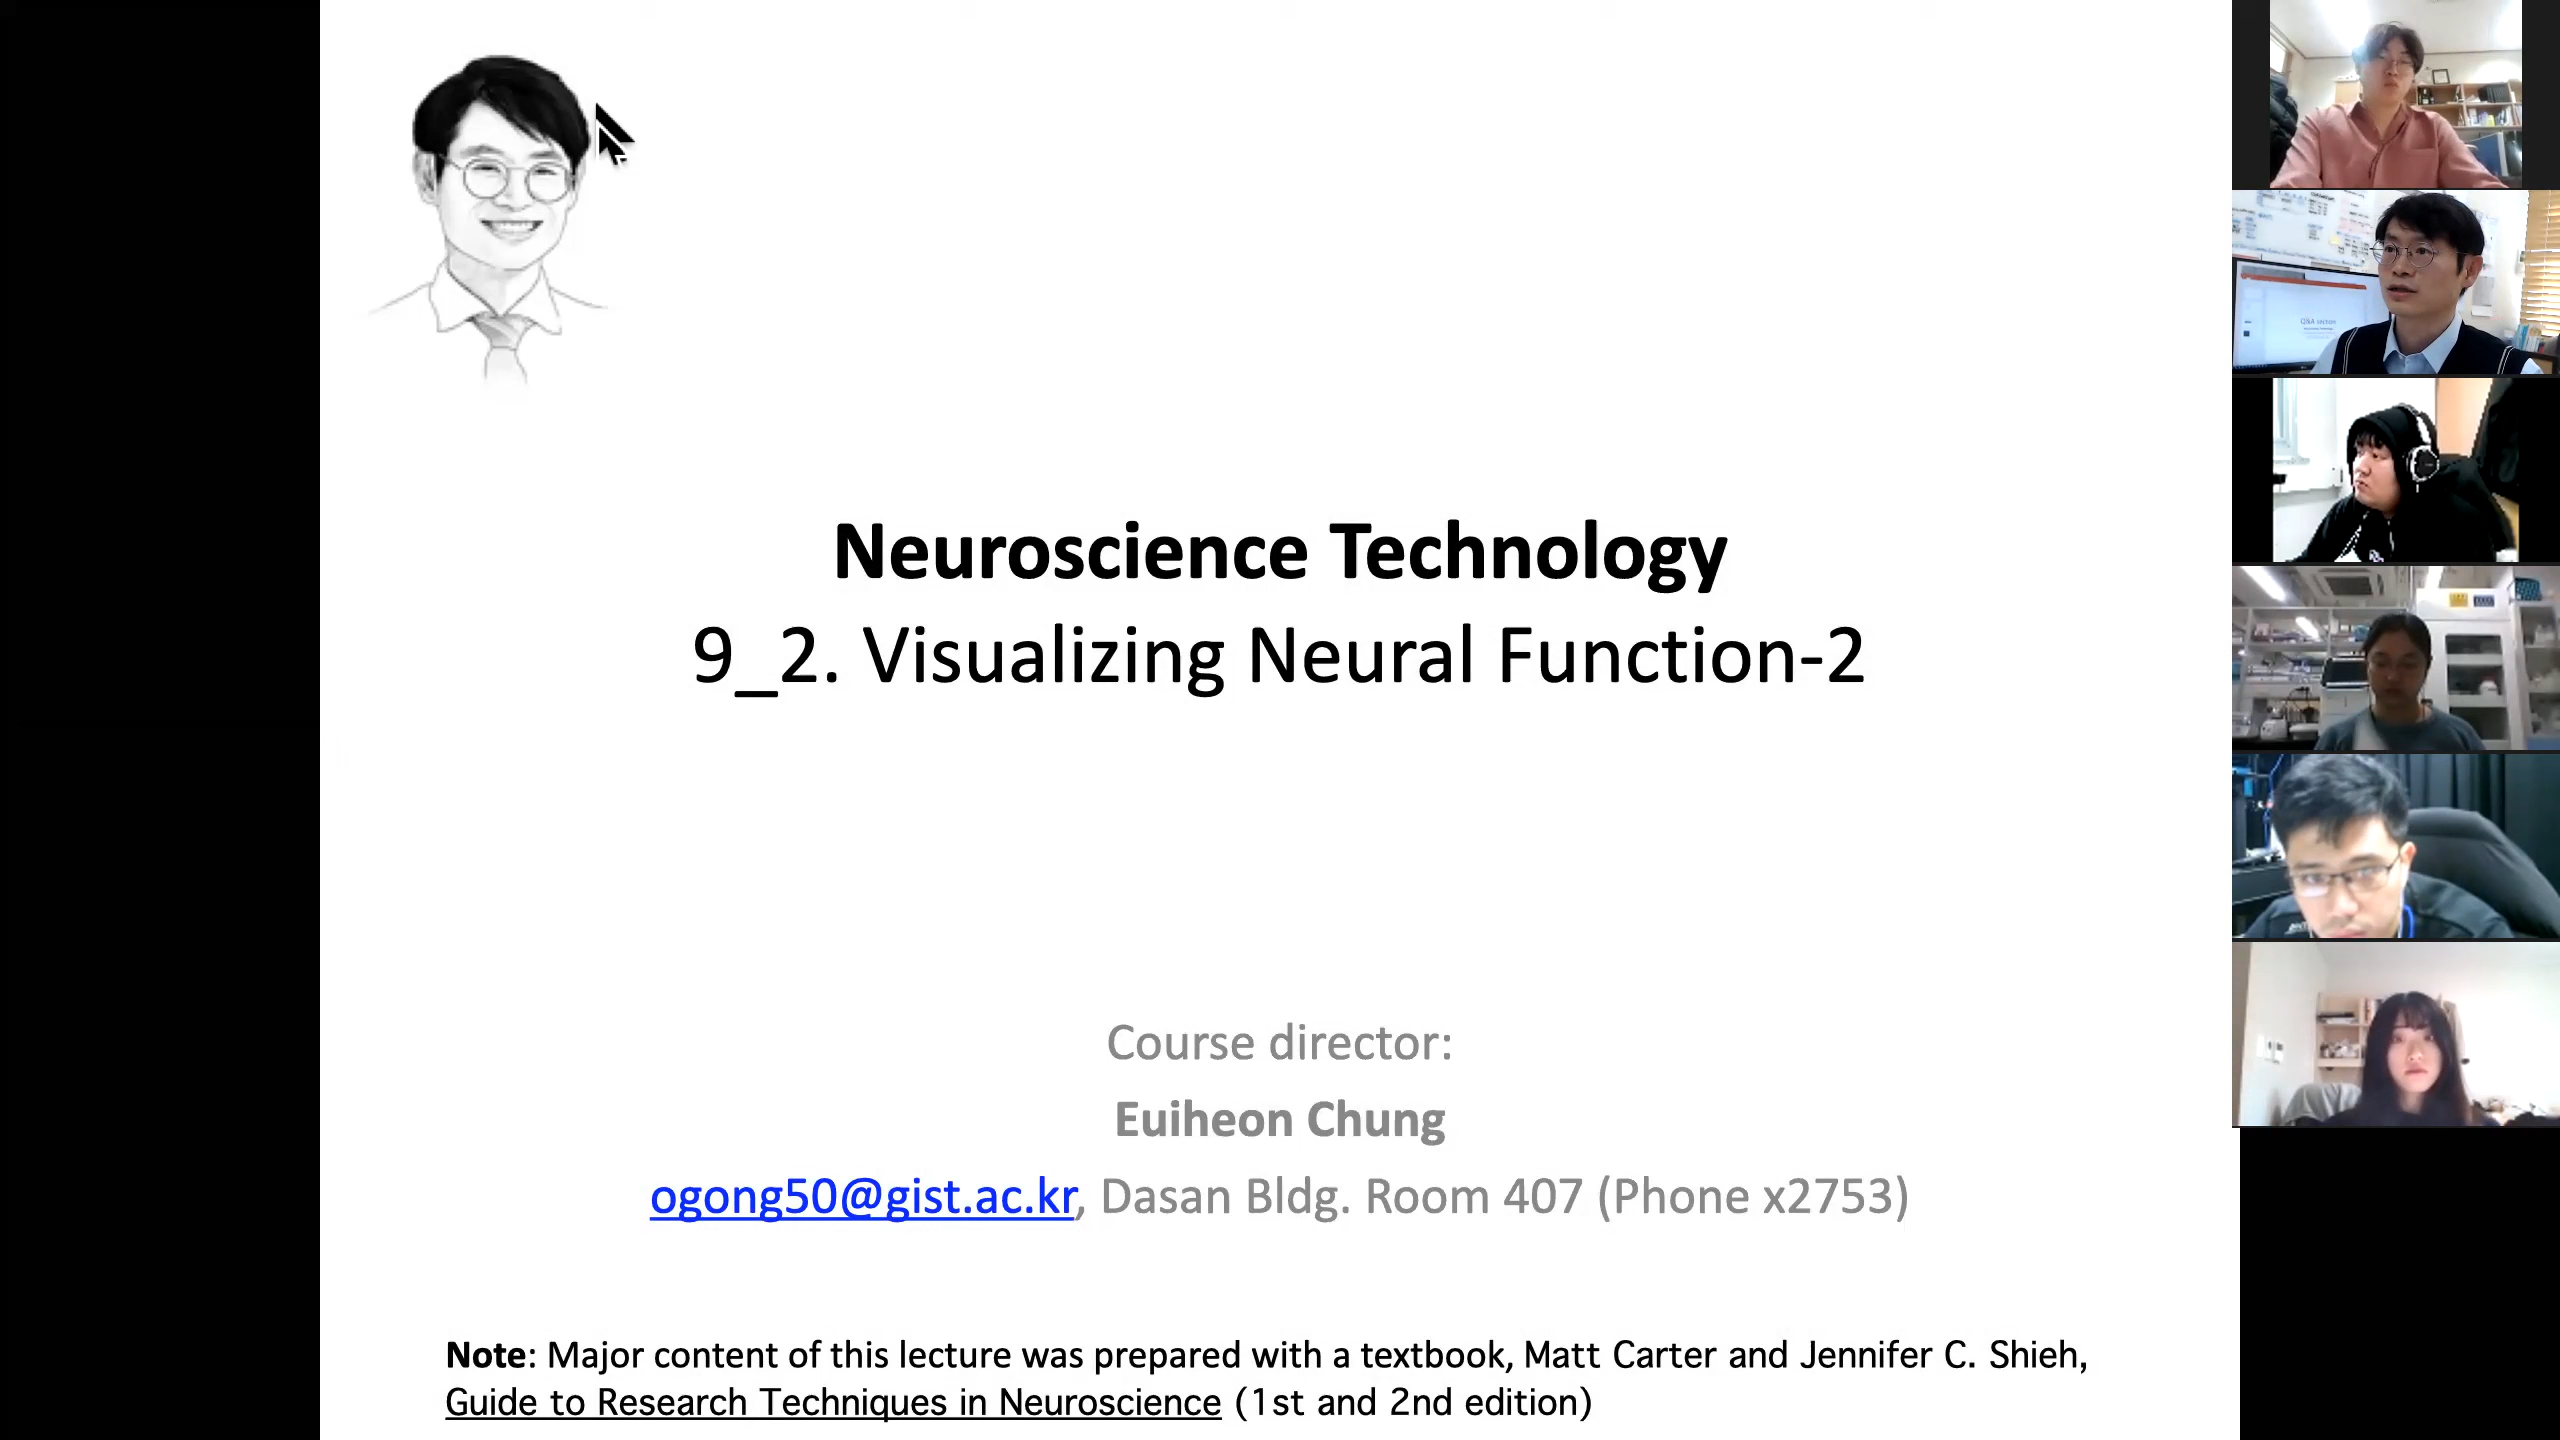 Neuroscience Technology
9_2. Visualizing Neural Function-2
Course director:
Euiheon Chung
ogong50@gist.ac.kr, Dasan Bldg. Room 407 (Phone x2753)
Note: Major content of this lecture was prepared with a textbook, Matt Carter and Jennifer C. Shieh,
Guide to Research Techniques in Neuroscience (1st and 2nd edition)
Q&A section